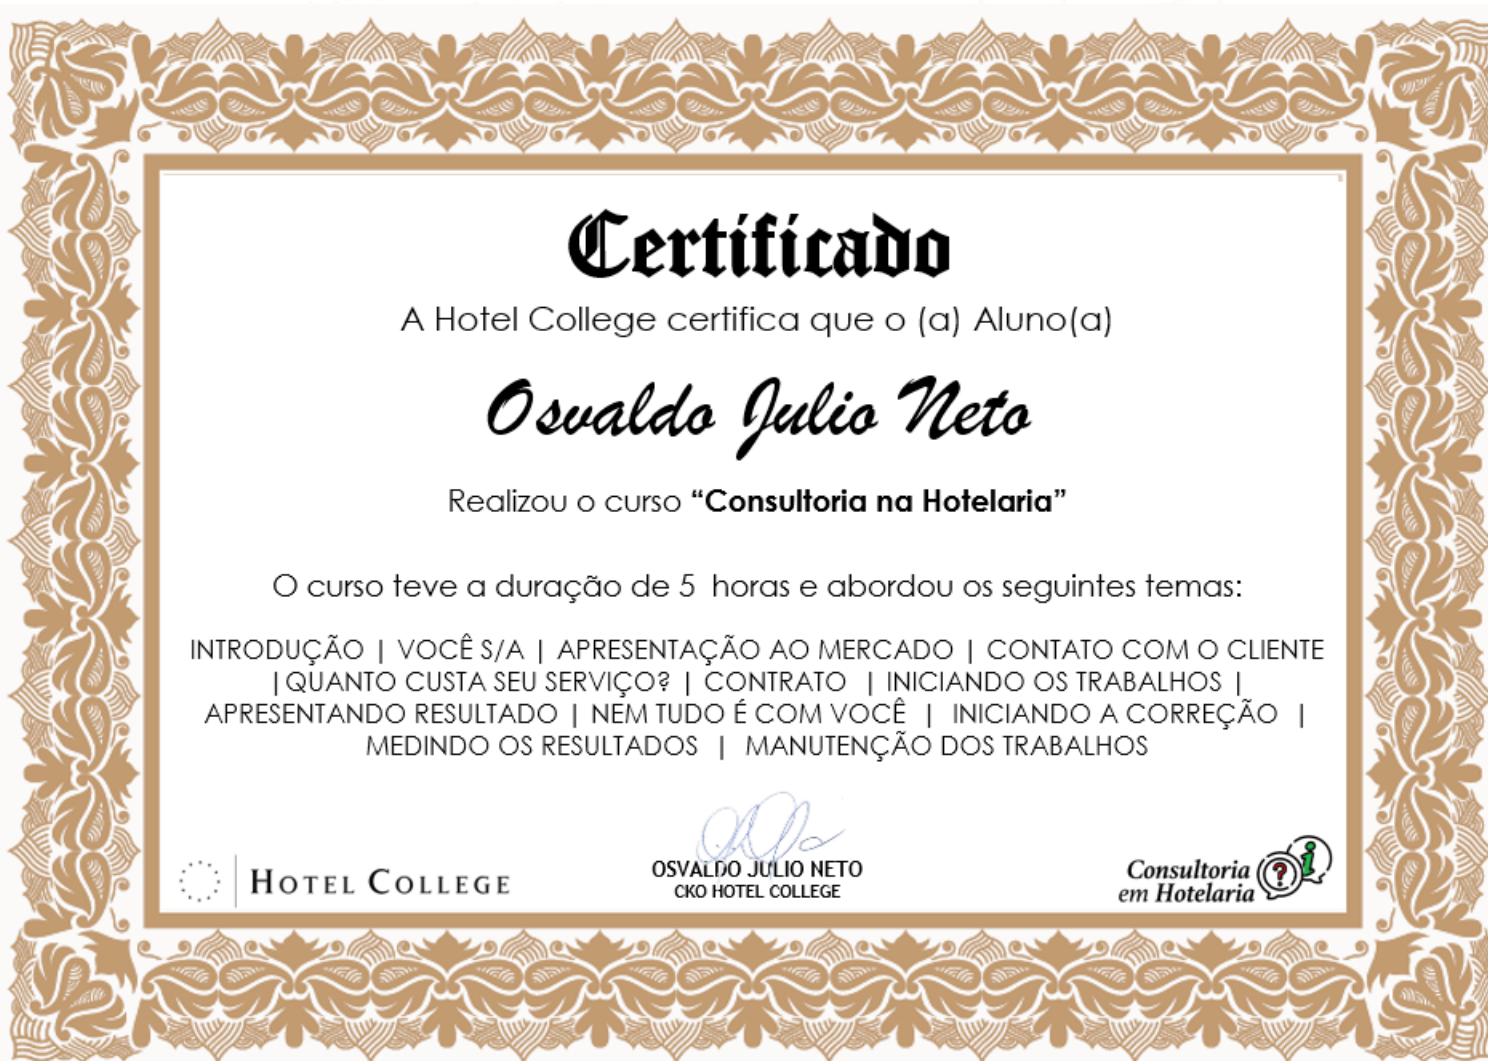 Certificado
A Hotel College certifica que o (a) Aluno(a)
Osvaldo Julio Neto
Realizou o curso “Consultoria na Hotelaria”
O curso teve a duração de 5 horas e abordou os seguintes temas:
INTRODUÇÃO | VOCÊ S/A | APRESENTAÇÃO AO MERCADO | CONTATO COM O CLIENTE
| QUANTO CUSTA SEU SERVIÇO? | CONTRATO | INICIANDO OS TRABALHOS |
APRESENTANDO RESULTADO | NEM TUDO É COM VOCÊ | INICIANDO A CORREÇÃO |
MEDINDO OS RESULTADOS | MANUTENÇÃO DOS TRABALHOS
HOTEL COLLEGE
OSVALDO JULIO NETO
CKO HOTEL COLLEGE
Consultoria
em Hotelaria
? i